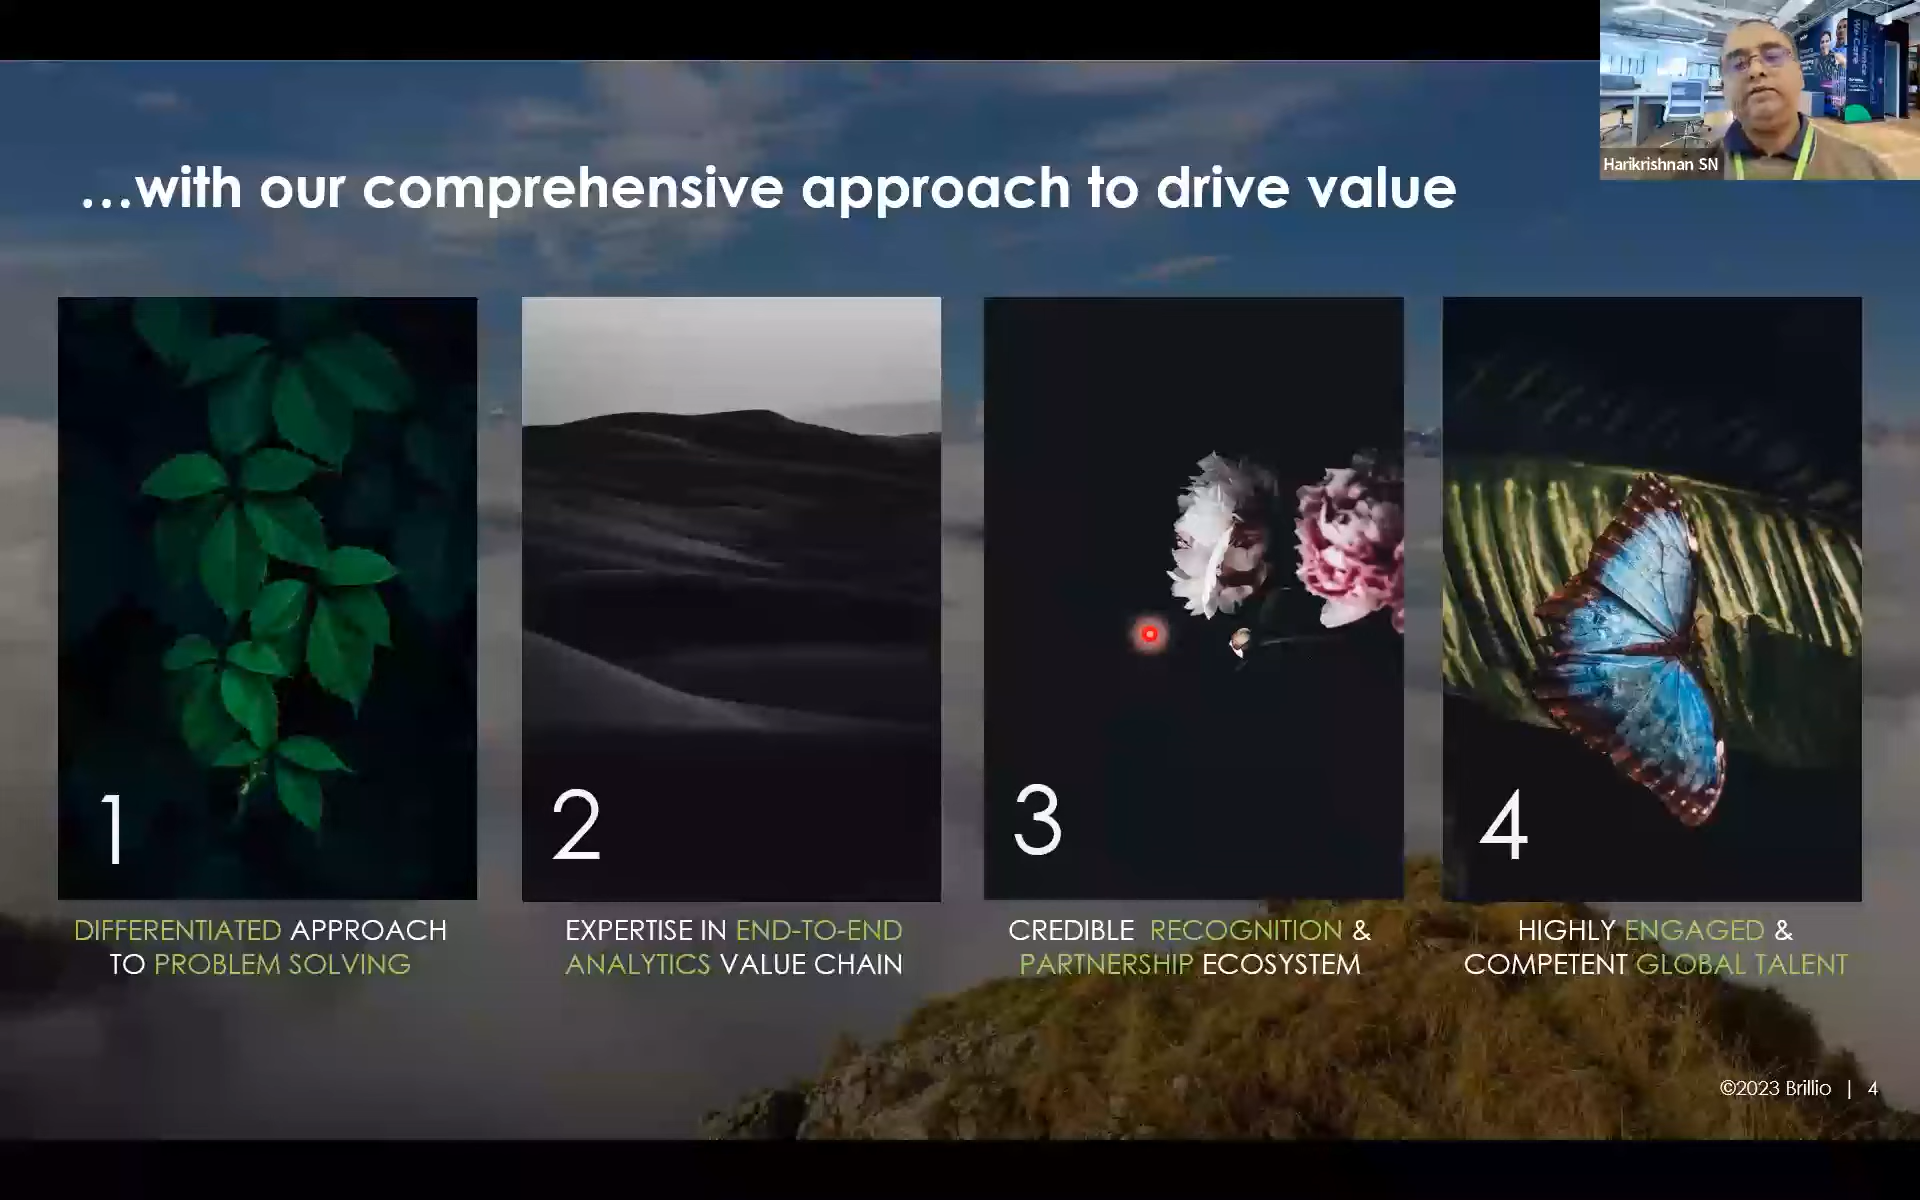 …with our comprehensive approach to drive value
Harikrishnan SN
1
2
3
4
DIFFERENTIATED APPROACH
TO PROBLEM SOLVING
EXPERTISE IN END-TO-END
ANALYTICS VALUE CHAIN
CREDIBLE RECOGNITION &
PARTNERSHIP ECOSYSTEM
HIGHLY ENGAGED &
COMPETENT GLOBAL TALENT
©2023 Brillio | 4